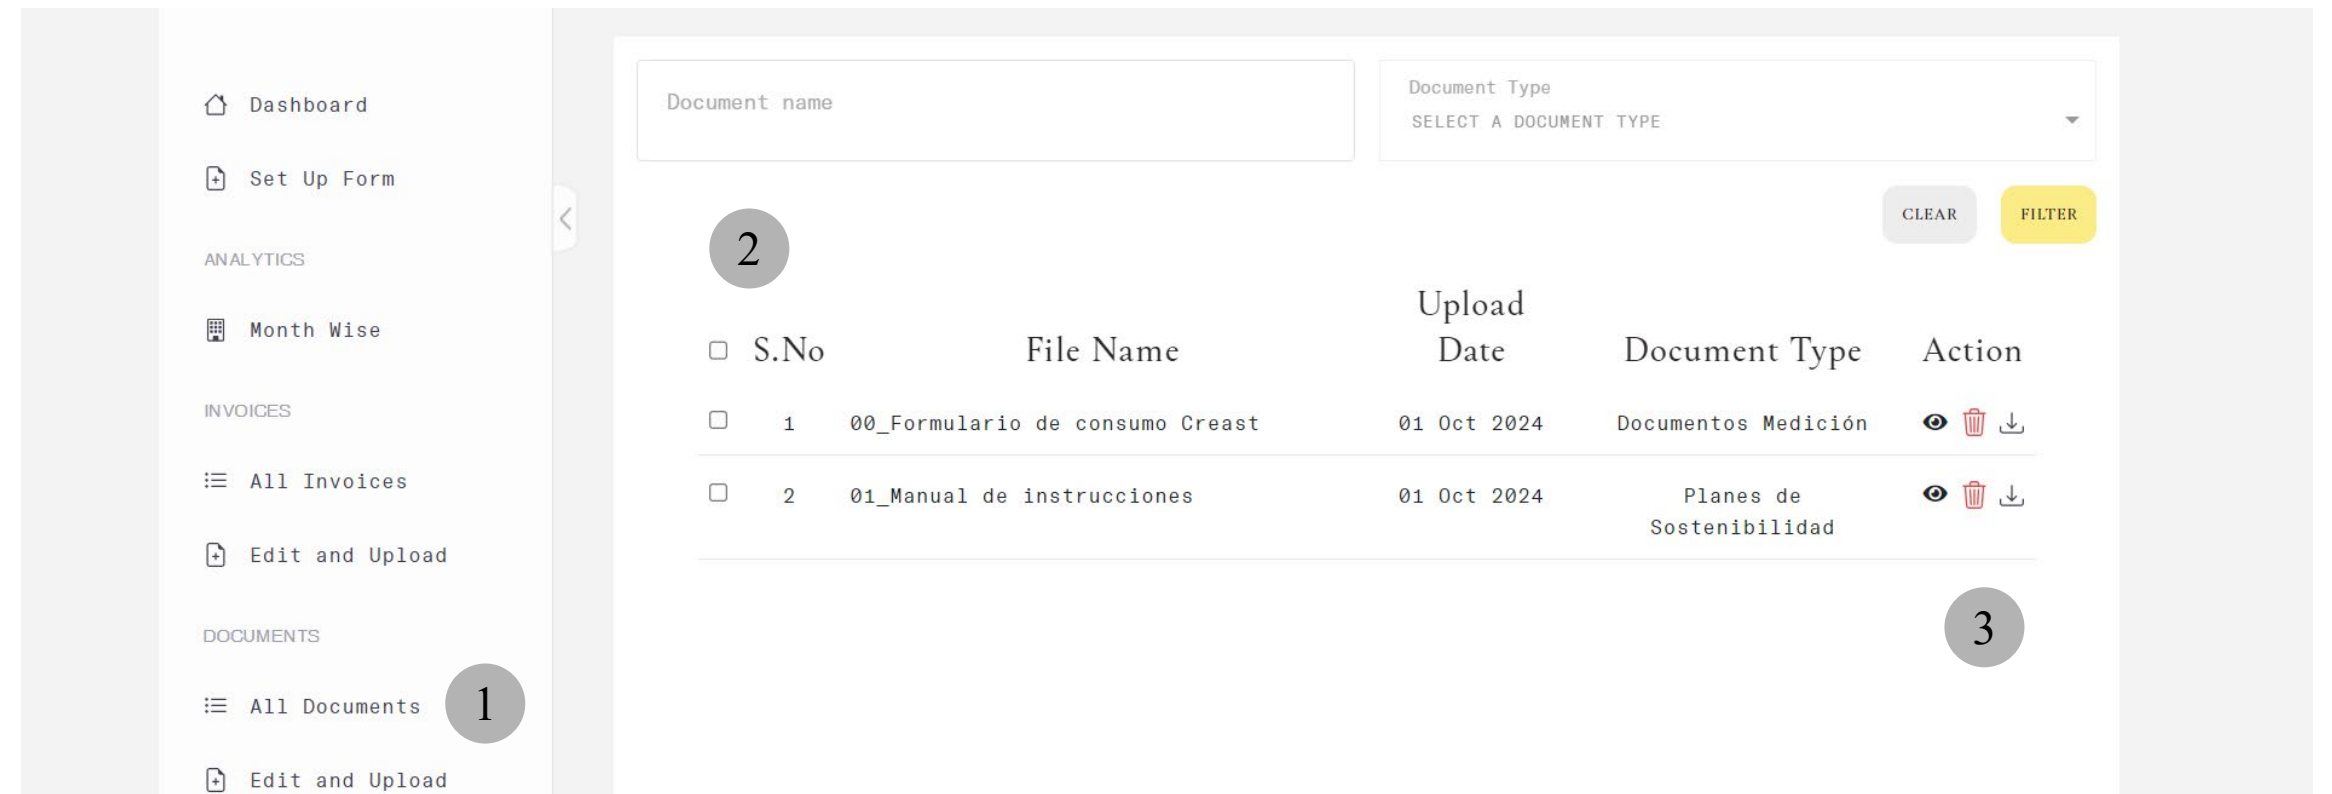 Dashboard
Set Up Form
ANALYTICS
Month Wise
INVOICES
All Invoices
Edit and Upload
DOCUMENTS
All Documents
1
Edit and Upload
Document name
Document Type
SELECT A DOCUMENT TYPE
CLEAR
FILTER
2
S.No
File Name
Upload
Date
Document Type
Action
1 00_Formulario de consumo Creast 01 Oct 2024 Documentos Medición
2 01_Manual de instrucciones 01 Oct 2024 Planes de
Sostenibilidad
3